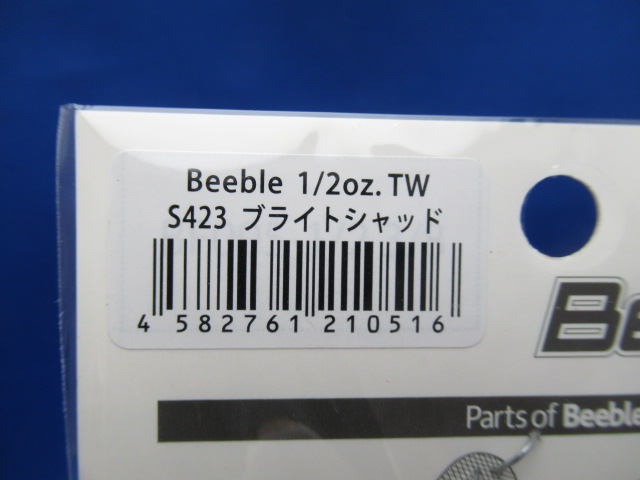 Beeble 1/2oz. TW
S423 ブライトシャッド
4 582761 210516
Be
Parts of Beeble